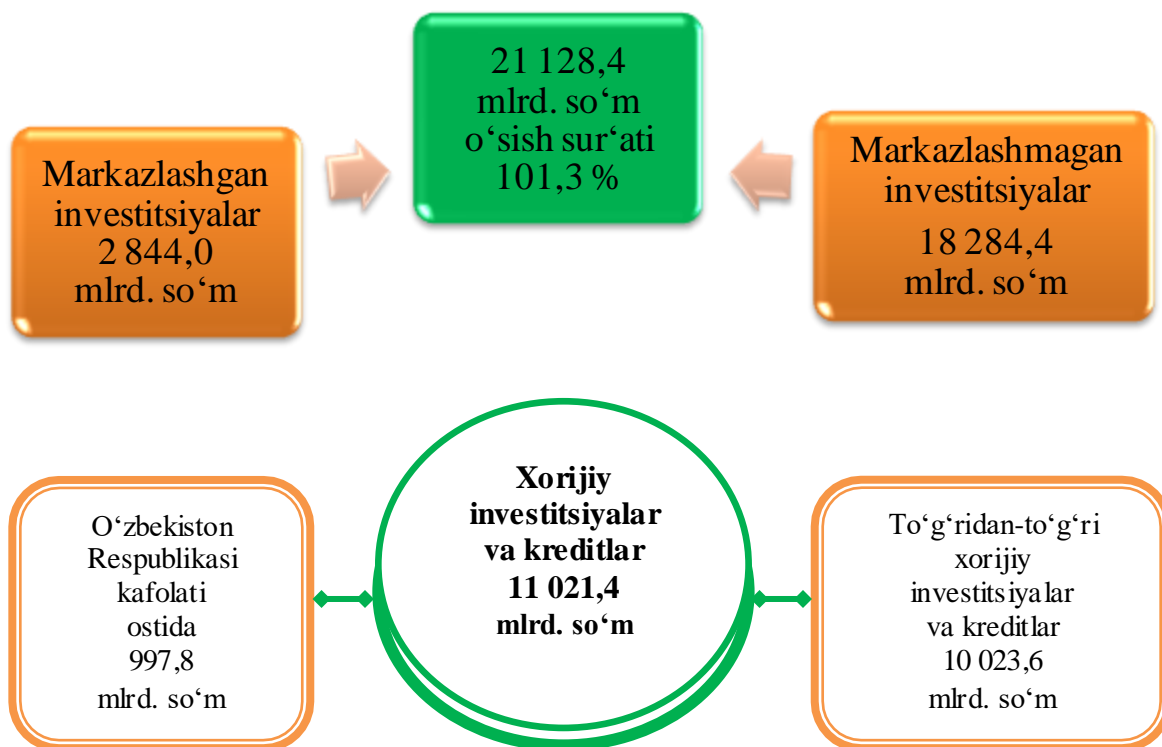 21 128,4
mlrd. so‘m
o‘sish sur‘ati
101,3 %
Markazlashgan
investitsiyalar
2 844,0
mlrd. so‘m
Markazlashmagan
investitsiyalar
18 284,4
mlrd. so‘m
Xorijiy
investitsiyalar
va kreditlar
11 021,4
mlrd. so‘m
O‘zbekiston
Respublikasi
kafolati
ostida
997,8
mlrd. so‘m
To‘g‘ridan-to‘g‘ri
xorijiy
investitsiyalar
va kreditlar
10 023,6
mlrd. so‘m